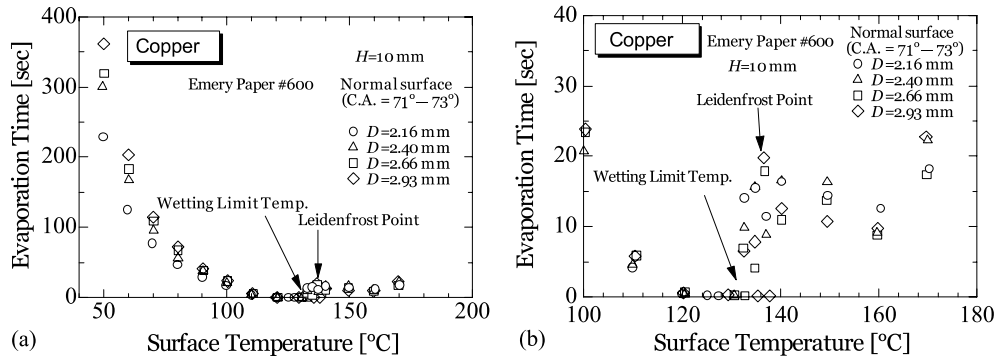 400
300
200
100
0
Evaporation Time [sec]
Copper
H=10 mm
Emery Paper #600
Normal surface
(C.A. = 71°—73°)
D=2.16 mm
D=2.40 mm
D=2.66 mm
D=2.93 mm
Wetting Limit Temp.
Leidenfrost Point
50
100
150
200
Surface Temperature [°C]
(a)
40
30
20
10
0
Evaporation Time [sec]
Copper
Emery Paper #600
H=10 mm
Normal surface
(C.A. = 71°—73°)
D=2.16 mm
D=2.40 mm
D=2.66 mm
D=2.93 mm
Leidenfrost Point
Wetting Limit Temp.
100
120
140
160
180
Surface Temperature [°C]
(b)